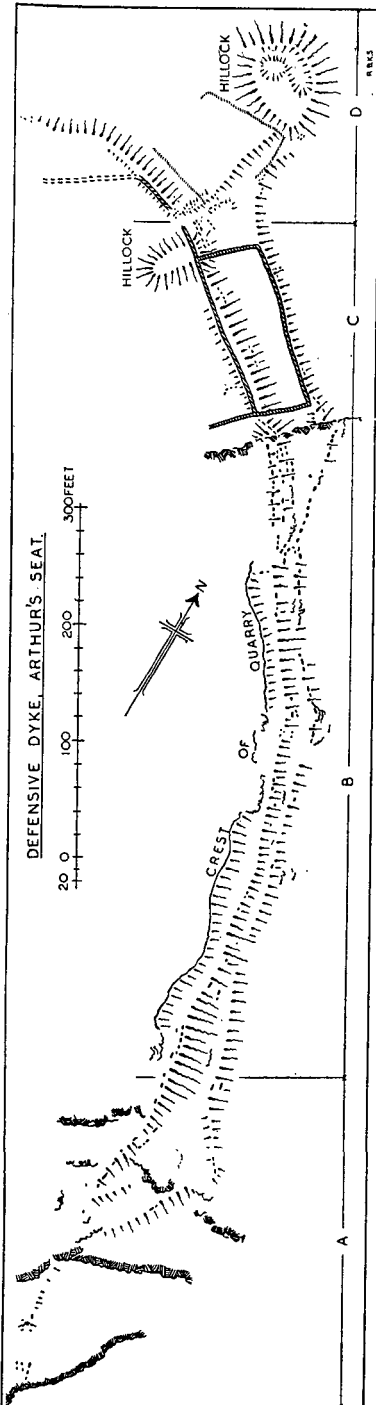 DEFENSIVE DYKE, ARTHUR'S SEAT.
20 0 100 200 300 FEET
N
HILLOCK
HILLOCK
CREST OF QUARRY
A B C D
R.B.K.S